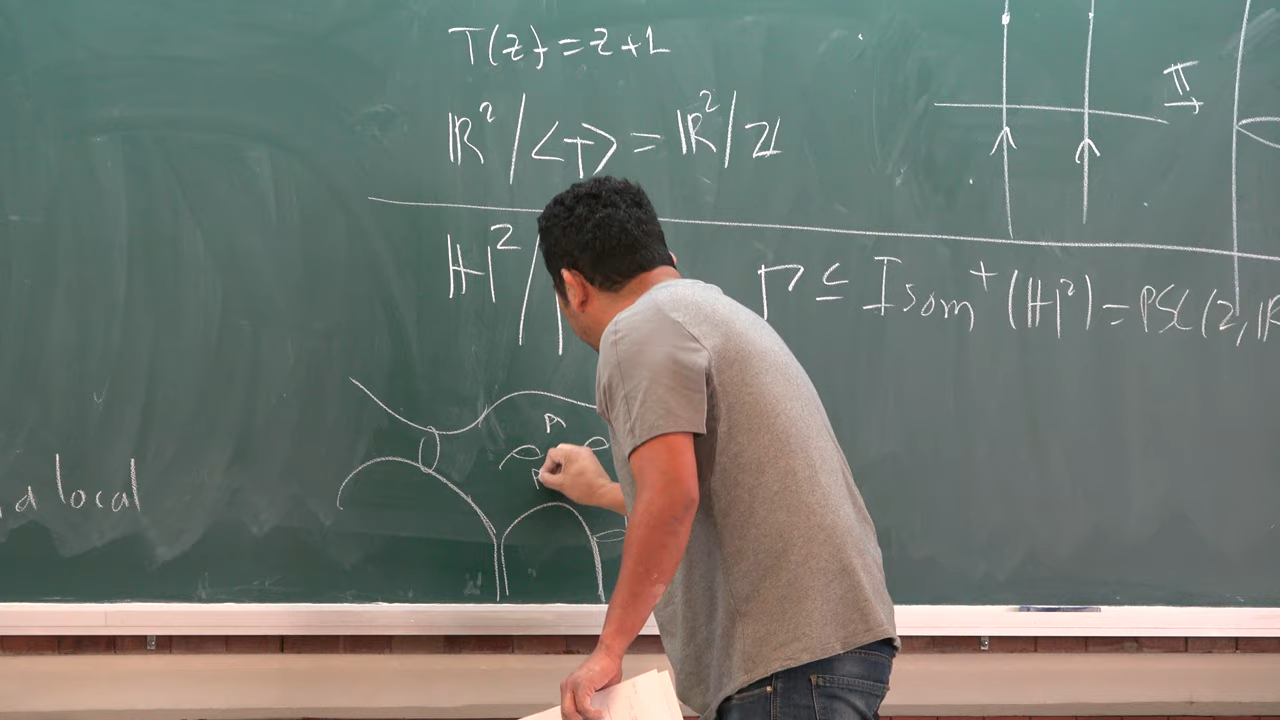 T(z) = z+1
ℝ²/<T> = ℝ²/ℤ
ℍ²/
Γ ≤ Isom⁺(ℍ²) = PSL(2, ℝ
a local